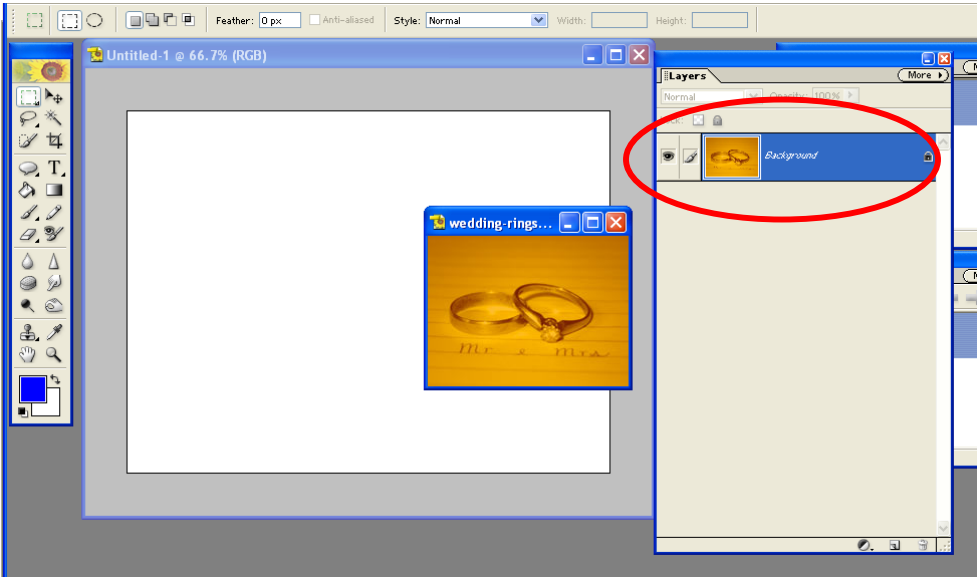 Feather: 0 px Anti-aliased Style: Normal Width: Height:
Untitled-1 @ 66.7% (RGB)
Layers More
Normal Opacity: 100%
Background
wedding-rings...
Mr & Mrs
T